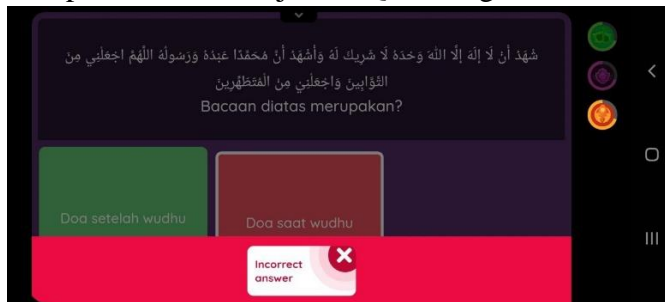 شْهَدُ أَنْ لَا إِلَهَ إِلَّا اللهَ وَحْدَهُ لَا شَرِيكَ لَهُ وَأَشْهَدُ أَنَّ مُحَمَّدًا عَبْدُهُ وَرَسُولُهُ اللَّهُمَّ اجْعَلْنِي مِنَ
التَّوَّابِينَ وَاجْعَلْنِيْ مِنَ الْمُتَطَهِّرِينَ
Bacaan diatas merupakan?
Doa setelah wudhu
Doa saat wudhu
Incorrect
answer